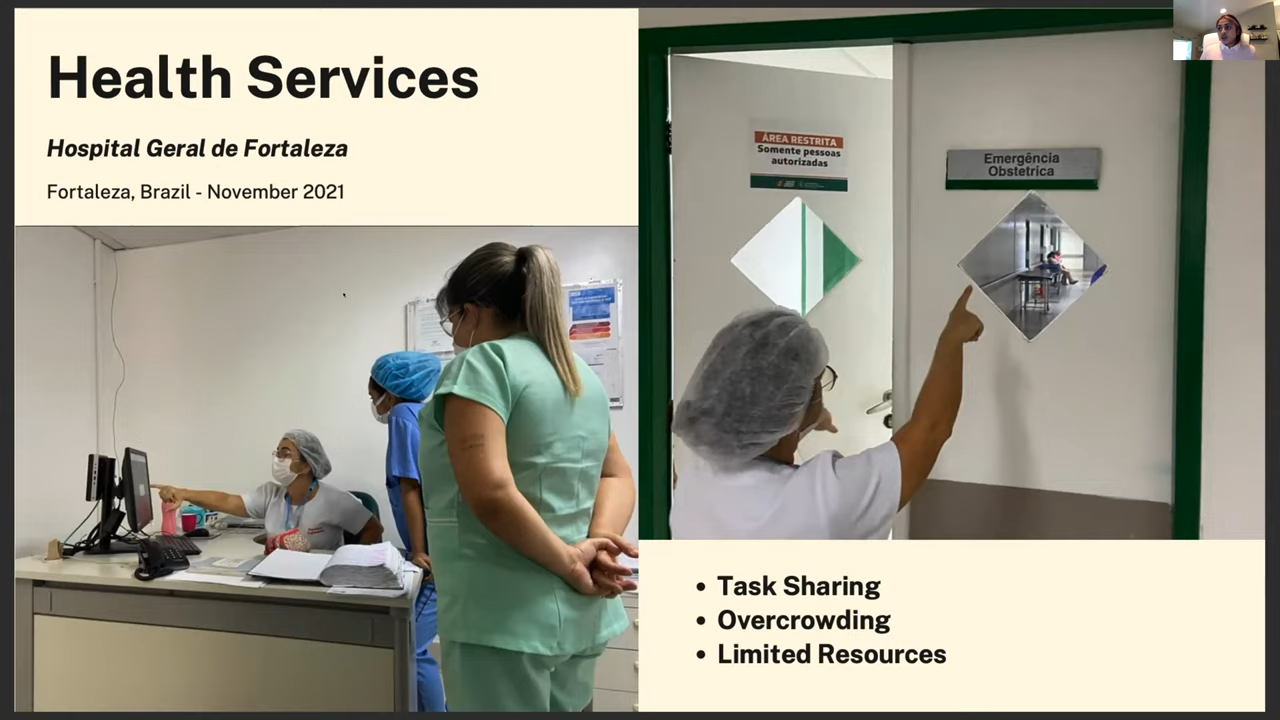 Health Services
Hospital Geral de Fortaleza
Fortaleza, Brazil - November 2021
ÁREA RESTRITA
Somente pessoas
autorizadas
Emergência
Obstetrica
• Task Sharing
• Overcrowding
• Limited Resources